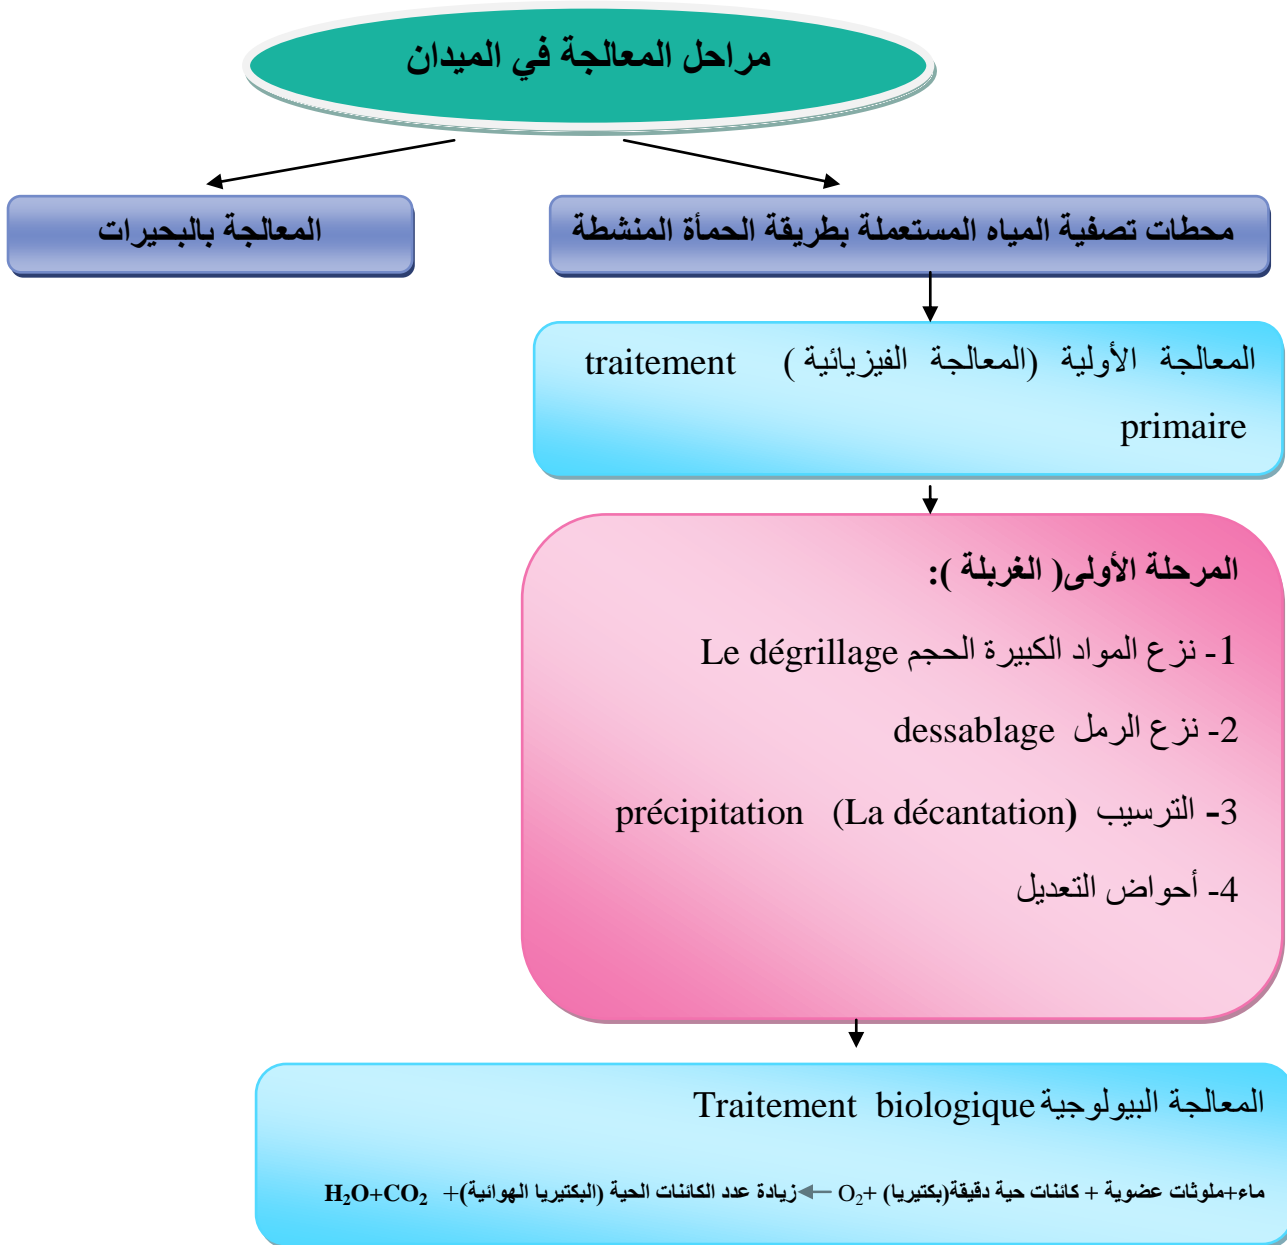 مراحل المعالجة في الميدان
محطات تصفية المياه المستعملة بطريقة الحمأة المنشطة
المعالجة بالبحيرات
المعالجة الأولية (المعالجة الفيزيائية ) traitement
primaire
المرحلة الأولى( الغربلة ):
1- نزع المواد الكبيرة الحجم Le dégrillage
2- نزع الرمل dessablage
3- الترسيب précipitation (La décantation)
4- أحواض التعديل
المعالجة البيولوجية Traitement biologique
ماء+ملوثات عضوية + كائنات حية دقيقة(بكتيريا) +O₂ ← زيادة عدد الكائنات الحية (البكتيريا الهوائية)+ H₂O+CO₂